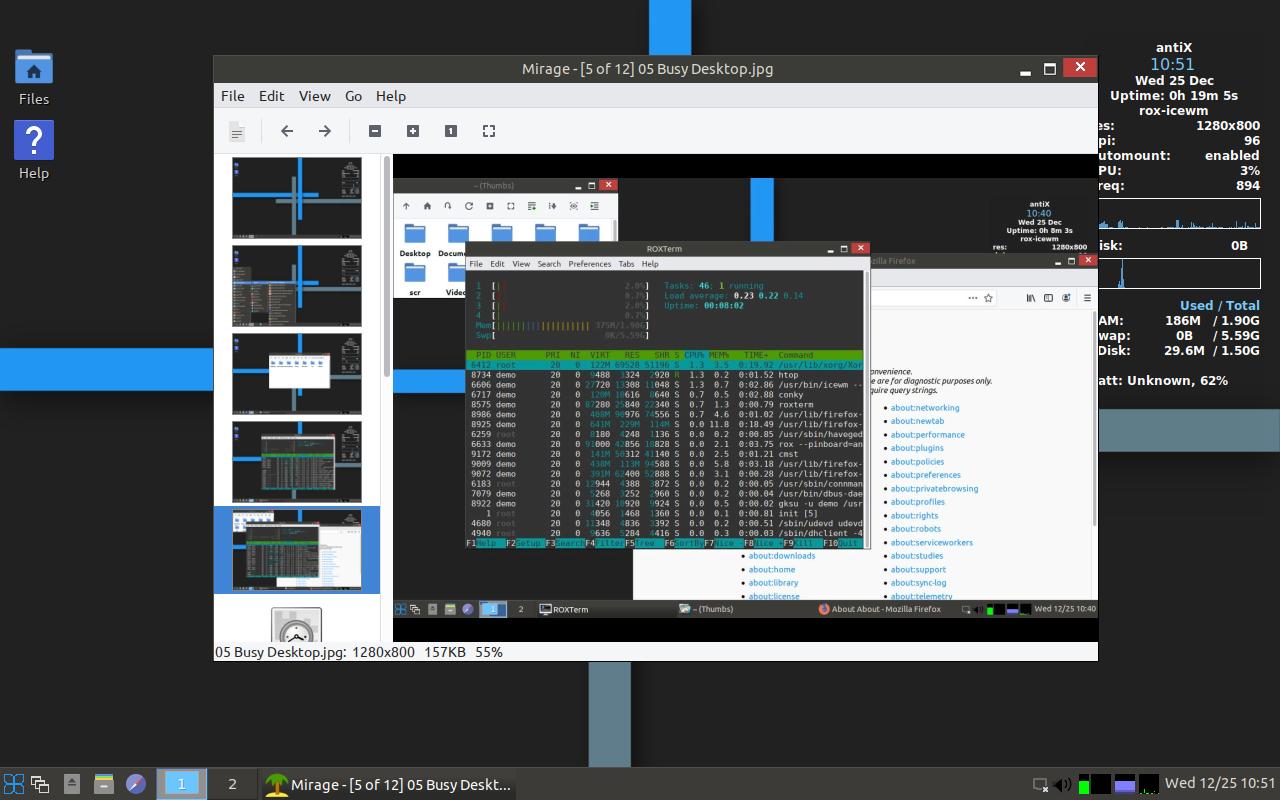 Files
Help
Mirage - [5 of 12] 05 Busy Desktop.jpg
File Edit View Go Help
1
~ (Thumbs)
Desktop
scr
antiX
10:40
Wed 25 Dec
Uptime: 0h 8m 3s
rox-icewm
res: 1280x800
ROXTerm
File Edit View Search Preferences Tabs Help
1 [ 2.0%] Tasks: 46; 1 running
2 [ 0.7%] Load average: 0.23 0.22 0.14
3 [ 2.0%] Uptime: 00:08:02
4 [ 0.7%]
Mem[ 375M/1.90G]
Swp[ 0K/5.59G]
PID USER PRI NI VIRT RES SHR S CPU% MEM% TIME+ Command
6412 root 20 0 122M 69528 51196 S 1.3 3.5 0:19.92 /usr/lib/xorg/Xor
8734 demo 20 0 9488 3324 2920 R 1.3 0.2 0:01.52 htop
6606 demo 20 0 27720 13308 11048 S 1.3 0.7 0:02.86 /usr/bin/icewm --
6717 demo 20 0 120M 10616 8640 S 0.7 0.5 0:02.88 conky
8575 demo 20 0 87280 25840 22340 S 0.7 1.3 0:00.79 roxterm
8986 demo 20 0 408M 90976 74556 S 0.7 4.6 0:01.02 /usr/lib/firefox-
8925 demo 20 0 641M 229M 114M S 0.0 11.8 0:18.49 /usr/lib/firefox-
6259 root 20 0 8180 4248 1136 S 0.0 0.2 0:00.85 /usr/sbin/haveged
6633 demo 20 0 91000 42856 18828 S 0.0 2.1 0:03.75 rox --pinboard=an
9172 demo 20 0 141M 50312 41140 S 0.0 2.5 0:01.21 cmst
9009 demo 20 0 438M 113M 94588 S 0.0 5.8 0:03.18 /usr/lib/firefox-
9072 demo 20 0 391M 62400 52888 S 0.0 3.1 0:00.28 /usr/lib/firefox-
6183 root 20 0 12944 4388 3872 S 0.0 0.2 0:00.05 /usr/sbin/connman
7079 demo 20 0 5268 3252 2960 S 0.0 0.2 0:00.04 /usr/bin/dbus-dae
8922 demo 20 0 31420 10920 9924 S 0.0 0.5 0:00.02 gksu -u demo /usr
1 root 20 0 4056 1468 1360 S 0.0 0.1 0:00.81 init [5]
4680 root 20 0 11348 4836 3392 S 0.0 0.2 0:00.51 /sbin/udevd udevd
4940 root 20 0 9636 5284 4416 S 0.0 0.3 0:00.03 /sbin/dhclient -4
F1Help F2Setup F3Search F4Filter F5Tree F6SortBy F7Nice - F8Nice + F9Kill F10Quit
zilla Firefox
onvenience.
e are for diagnostic purposes only.
quire query strings.
about:networking
about:newtab
about:performance
about:plugins
about:policies
about:preferences
about:privatebrowsing
about:profiles
about:rights
about:robots
about:serviceworkers
about:downloads about:studies
about:home about:support
about:library about:sync-log
about:license about:telemetry
1 2 ROXTerm ~ (Thumbs) About About - Mozilla Firefox Wed 12/25 10:40
05 Busy Desktop.jpg: 1280x800 157KB 55%
antiX
10:51
Wed 25 Dec
Uptime: 0h 19m 5s
rox-icewm
es: 1280x800
pi: 96
utomount: enabled
PU: 3%
req: 894
isk: 0B
Used / Total
AM: 186M / 1.90G
wap: 0B / 5.59G
Disk: 29.6M / 1.50G
att: Unknown, 62%
1 2 Mirage - [5 of 12] 05 Busy Deskt... Wed 12/25 10:51